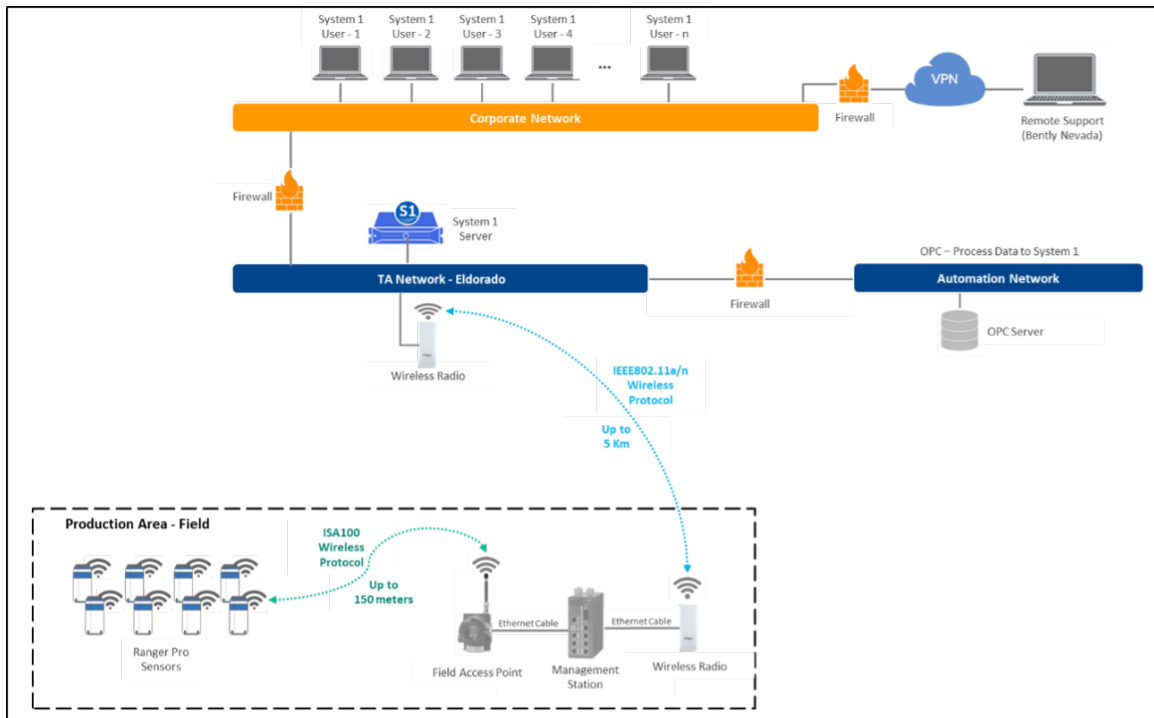 System 1
User - 1
System 1
User - 2
System 1
User - 3
System 1
User - 4
...
System 1
User - n
VPN
Corporate Network
Firewall
Remote Support
(Bently Nevada)
Firewall
S1
System 1
Server
OPC – Process Data to System 1
TA Network - Eldorado
Automation Network
Firewall
OPC Server
Wireless Radio
IEEE802.11a/n
Wireless
Protocol
Up to
5 Km
Production Area - Field
ISA100
Wireless
Protocol
Up to
150 meters
Ethernet Cable
Ethernet Cable
Ranger Pro
Sensors
Field Access Point
Management
Station
Wireless Radio